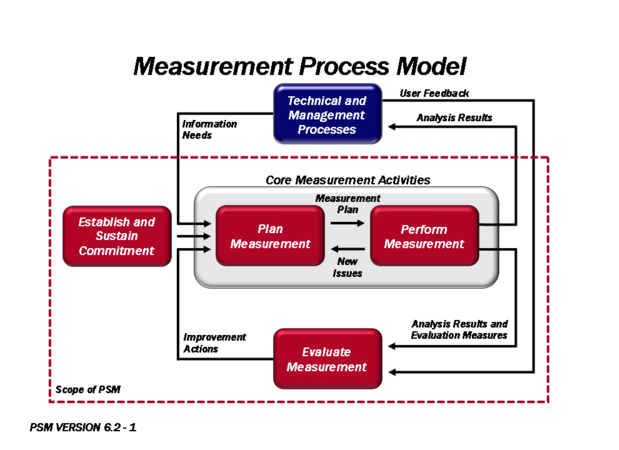 Measurement Process Model
Technical and
Management
Processes
User Feedback
Analysis Results
Information
Needs
Core Measurement Activities
Measurement
Plan
Establish and
Sustain
Commitment
Plan
Measurement
Perform
Measurement
New
Issues
Analysis Results and
Evaluation Measures
Improvement
Actions
Evaluate
Measurement
Scope of PSM
PSM VERSION 6.2 - 1